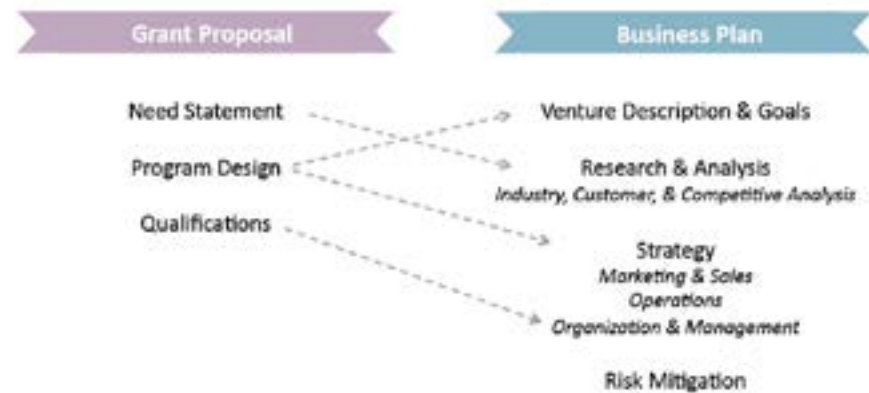 Grant Proposal
Business Plan
Need Statement
Program Design
Qualifications
Venture Description & Goals
Research & Analysis
Industry, Customer, & Competitive Analysis
Strategy
Marketing & Sales
Operations
Organization & Management
Risk Mitigation